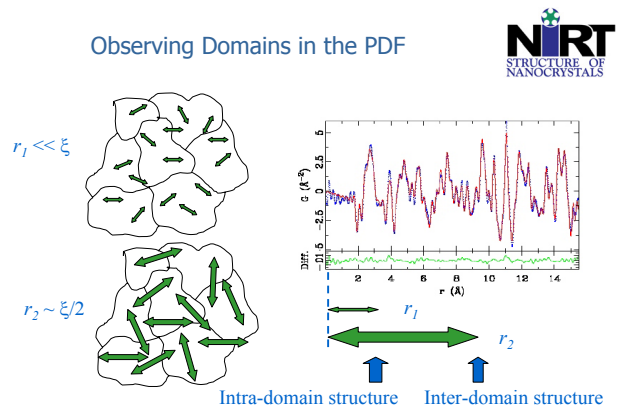 Observing Domains in the PDF
NIRT
STRUCTURE OF
NANOCRYSTALS
r₁ << ξ
r₂ ~ ξ/2
5
2.5
0
−2.5
G (Å⁻²)
Diff.
2 4 6 8 10 12 14
r (Å)
r₁
r₂
Intra-domain structure
Inter-domain structure